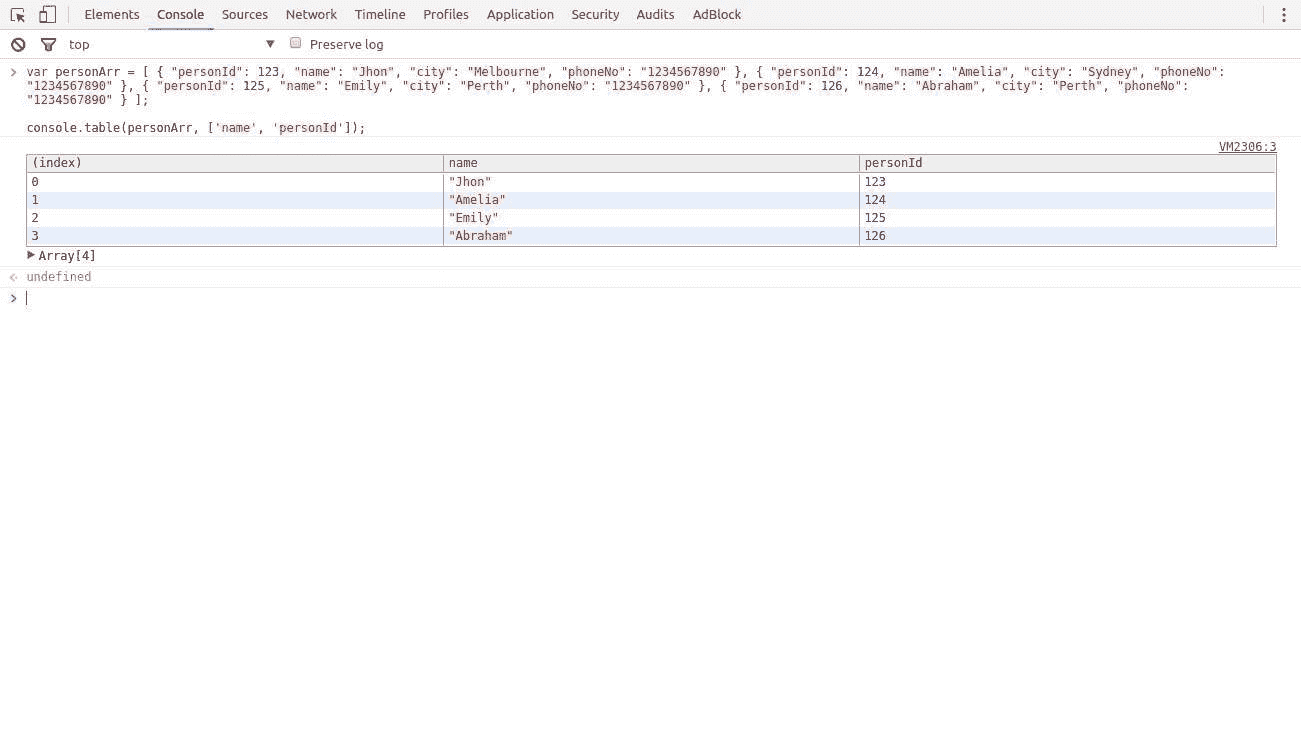 Elements Console Sources Network Timeline Profiles Application Security Audits AdBlock
top Preserve log
var personArr = [ { "personId": 123, "name": "Jhon", "city": "Melbourne", "phoneNo": "1234567890" }, { "personId": 124, "name": "Amelia", "city": "Sydney", "phoneNo":
"1234567890" }, { "personId": 125, "name": "Emily", "city": "Perth", "phoneNo": "1234567890" }, { "personId": 126, "name": "Abraham", "city": "Perth", "phoneNo":
"1234567890" } ];
console.table(personArr, ['name', 'personId']);
VM2306:3
(index) name personId
0 "Jhon" 123
1 "Amelia" 124
2 "Emily" 125
3 "Abraham" 126
Array[4]
undefined